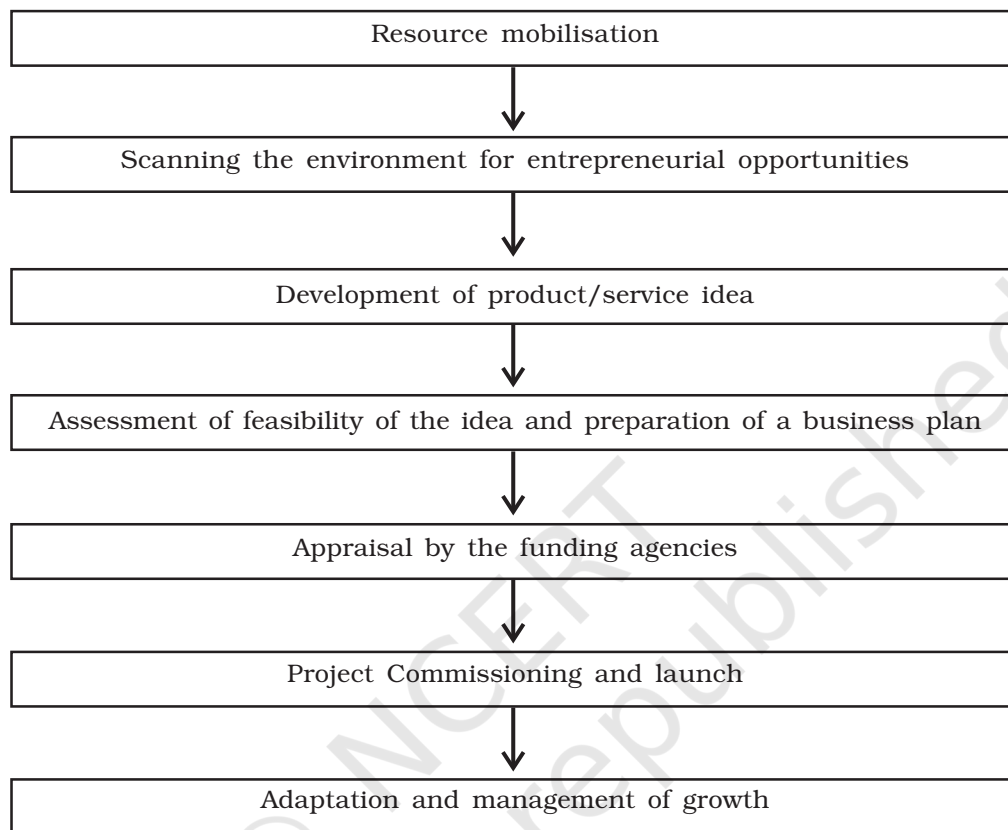 Resource mobilisation
Scanning the environment for entrepreneurial opportunities
Development of product/service idea
Assessment of feasibility of the idea and preparation of a business plan
Appraisal by the funding agencies
Project Commissioning and launch
Adaptation and management of growth
© NCERT
republished